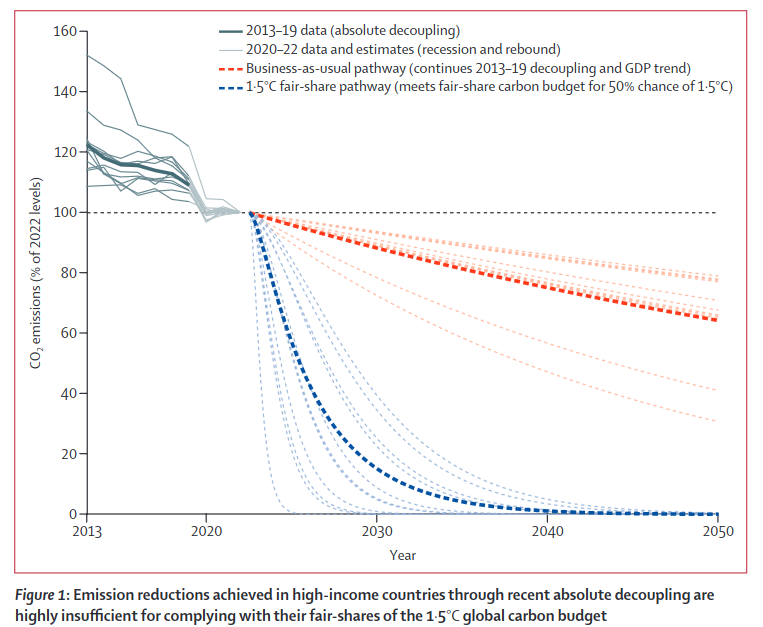 160
2013–19 data (absolute decoupling)
2020–22 data and estimates (recession and rebound)
Business-as-usual pathway (continues 2013–19 decoupling and GDP trend)
1·5°C fair-share pathway (meets fair-share carbon budget for 50% chance of 1·5°C)
140
120
100
80
60
40
20
0
CO₂ emissions (% of 2022 levels)
2013
2020
2030
2040
2050
Year
Figure 1: Emission reductions achieved in high-income countries through recent absolute decoupling are
highly insufficient for complying with their fair-shares of the 1·5°C global carbon budget